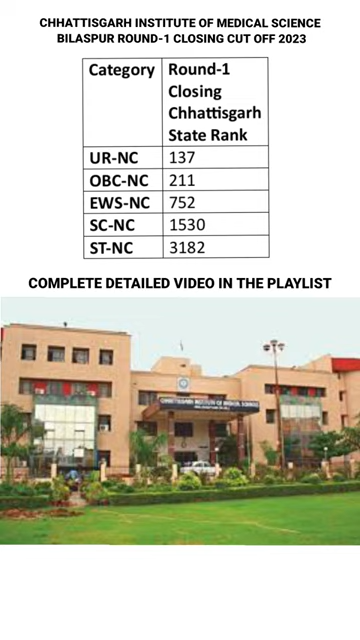 CHHATTISGARH INSTITUTE OF MEDICAL SCIENCE
BILASPUR ROUND-1 CLOSING CUT OFF 2023
Category Round-1
Closing
Chhattisgarh
State Rank
UR-NC 137
OBC-NC 211
EWS-NC 752
SC-NC 1530
ST-NC 3182
COMPLETE DETAILED VIDEO IN THE PLAYLIST
CHHATTISGARH INSTITUTE OF MEDICAL SCIENCES